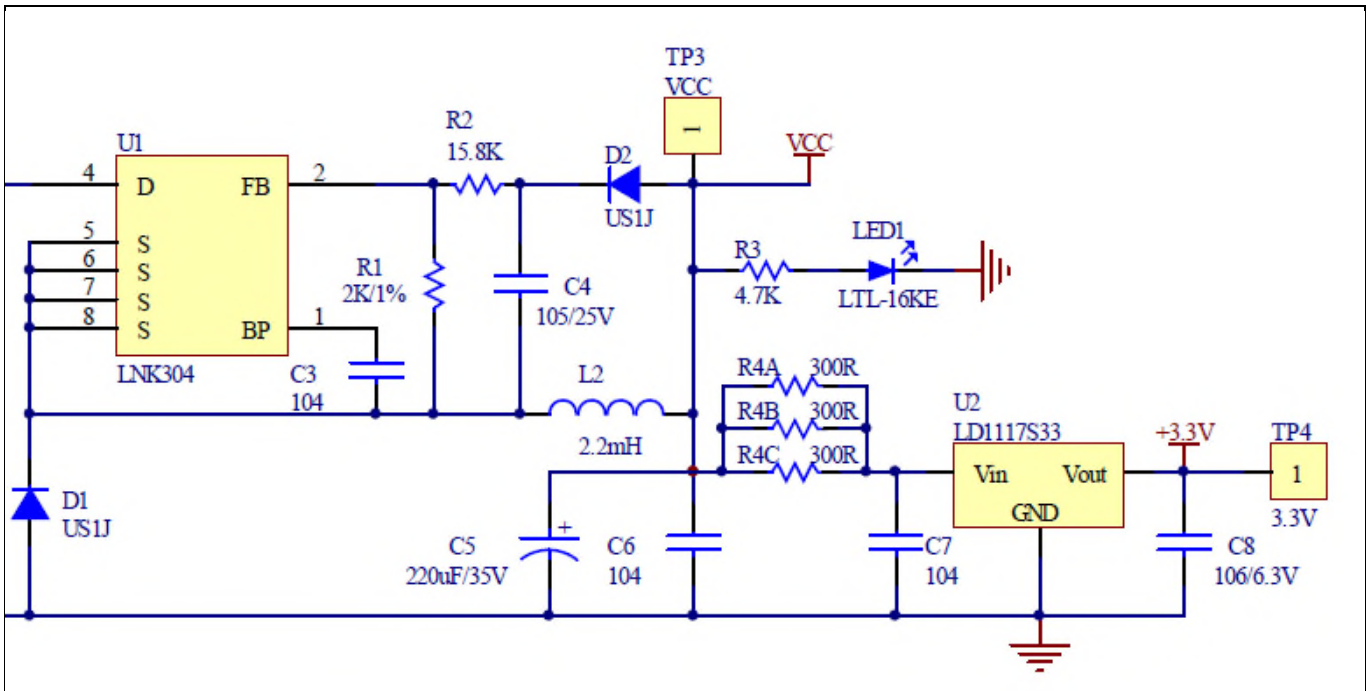 TP3
VCC
1
VCC
U1
4
D
FB
2
5
S
6
S
7
S
8
S
BP
1
LNK304
R2
15.8K
D2
US1J
R1
2K/1%
C4
105/25V
C3
104
R3
4.7K
LED1
LTL-16KE
L2
2.2mH
R4A
300R
R4B
300R
R4C
300R
U2
LD1117S33
Vin
Vout
GND
+3.3V
TP4
1
3.3V
D1
US1J
C5
220uF/35V
+
C6
104
C7
104
C8
106/6.3V